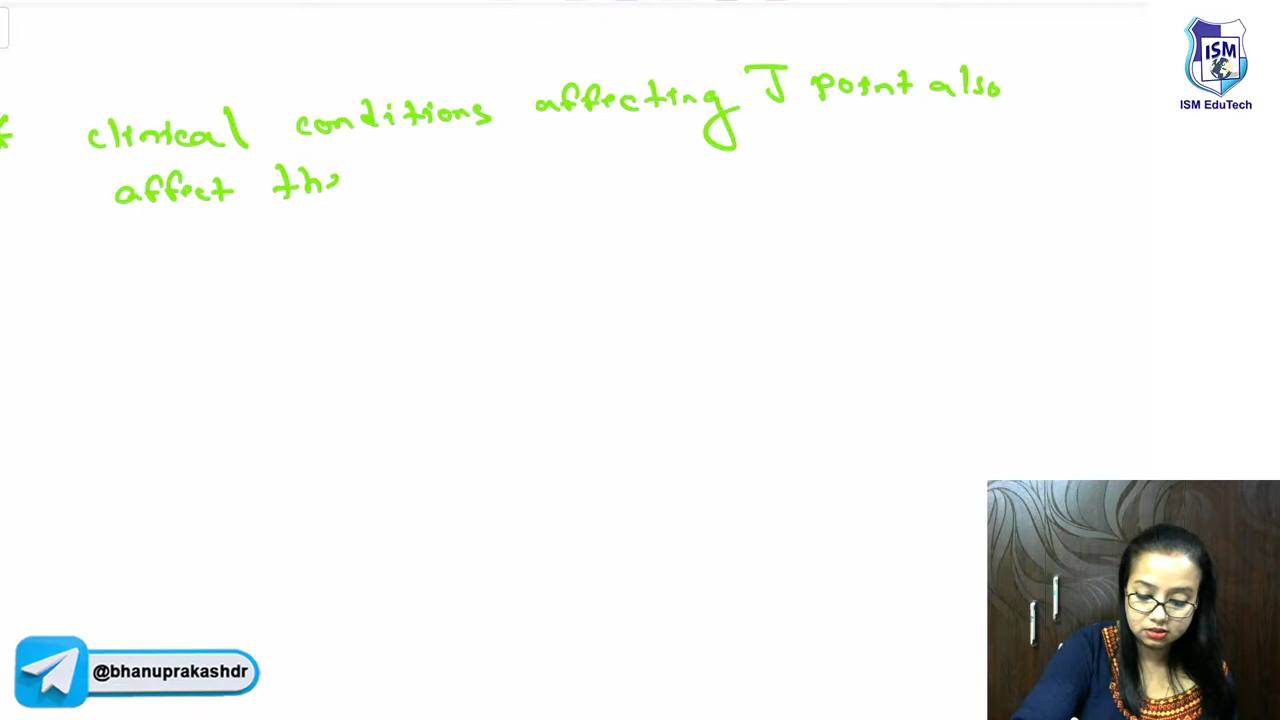 * clinical conditions affecting J point also
affect the
ISM
ISM EduTech
@bhanuprakashdr